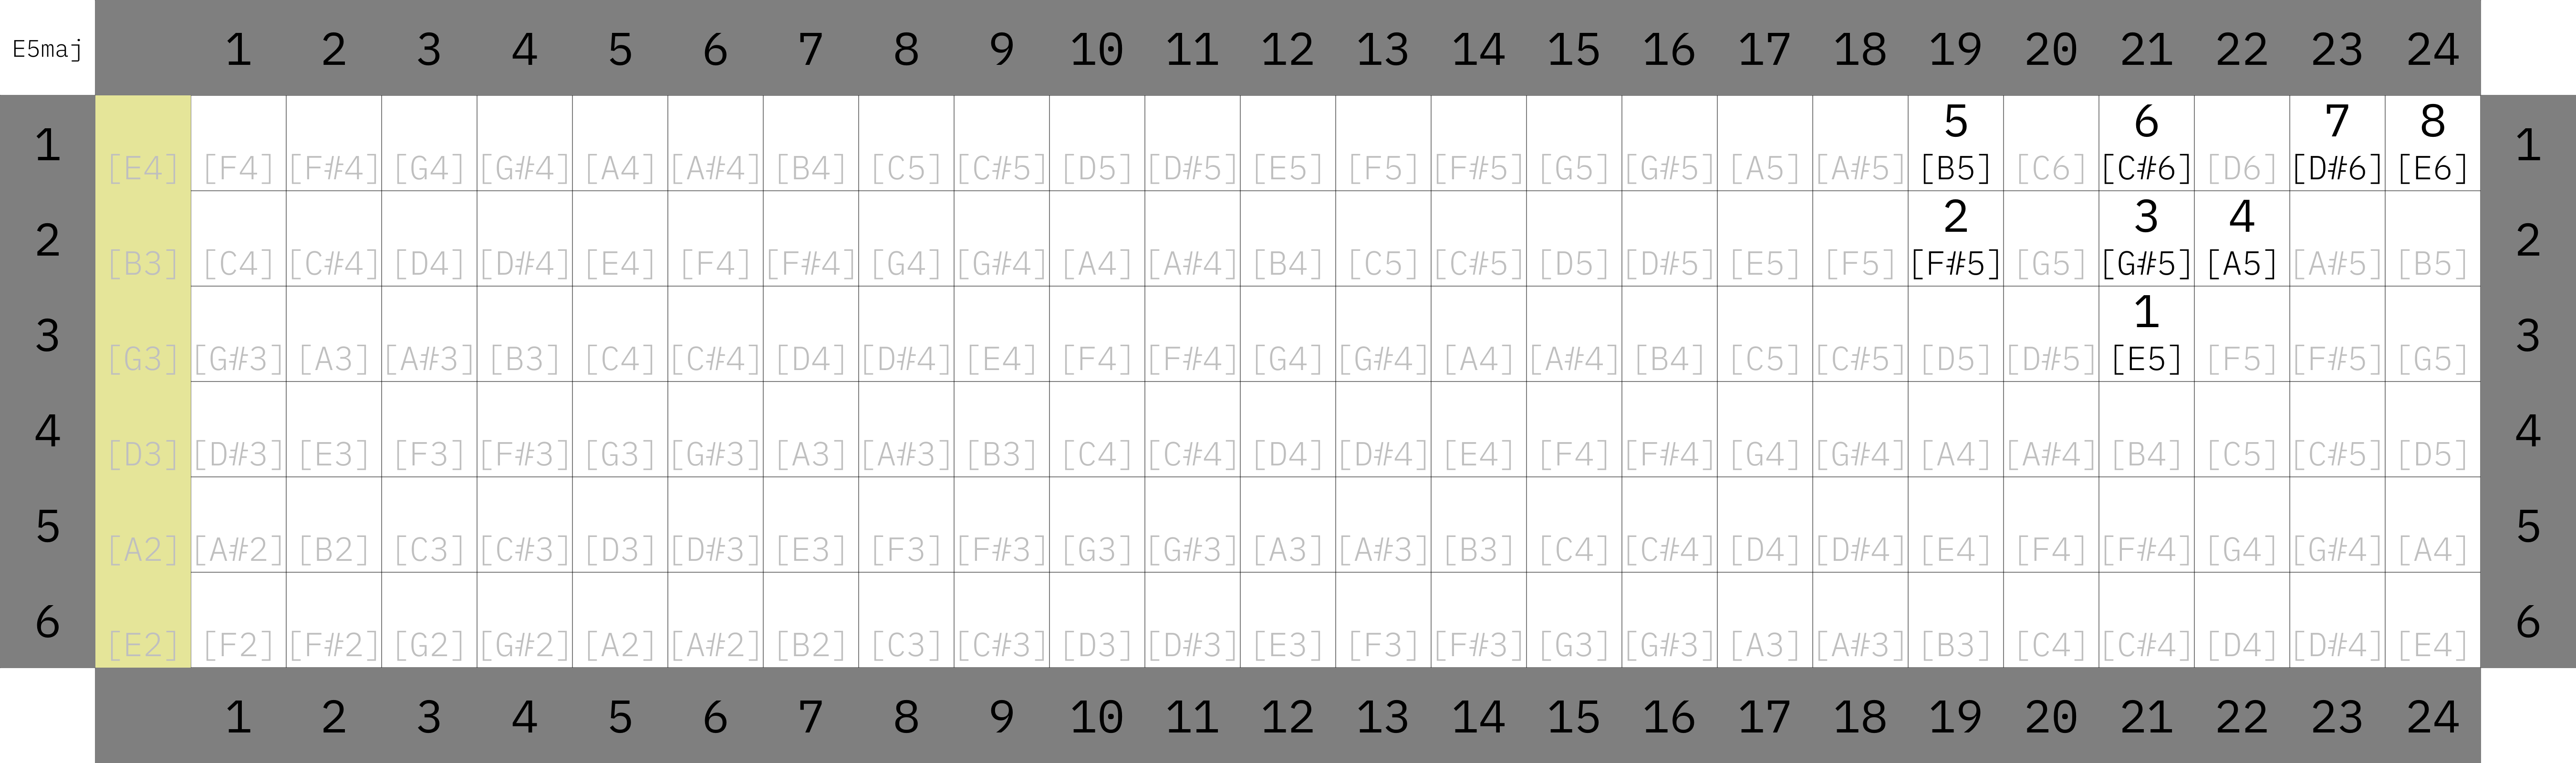 E5maj 1 2 3 4 5 6 7 8 9 10 11 12 13 14 15 16 17 18 19 20 21 22 23 24
5 6 7 8
1 [E4] [F4] [F#4] [G4] [G#4] [A4] [A#4] [B4] [C5] [C#5] [D5] [D#5] [E5] [F5] [F#5] [G5] [G#5] [A5] [A#5] [B5] [C6] [C#6] [D6] [D#6] [E6] 1
2 3 4
2 [B3] [C4] [C#4] [D4] [D#4] [E4] [F4] [F#4] [G4] [G#4] [A4] [A#4] [B4] [C5] [C#5] [D5] [D#5] [E5] [F5] [F#5] [G5] [G#5] [A5] [A#5] [B5] 2
1
3 [G3] [G#3] [A3] [A#3] [B3] [C4] [C#4] [D4] [D#4] [E4] [F4] [F#4] [G4] [G#4] [A4] [A#4] [B4] [C5] [C#5] [D5] [D#5] [E5] [F5] [F#5] [G5] 3
4 [D3] [D#3] [E3] [F3] [F#3] [G3] [G#3] [A3] [A#3] [B3] [C4] [C#4] [D4] [D#4] [E4] [F4] [F#4] [G4] [G#4] [A4] [A#4] [B4] [C5] [C#5] [D5] 4
5 [A2] [A#2] [B2] [C3] [C#3] [D3] [D#3] [E3] [F3] [F#3] [G3] [G#3] [A3] [A#3] [B3] [C4] [C#4] [D4] [D#4] [E4] [F4] [F#4] [G4] [G#4] [A4] 5
6 [E2] [F2] [F#2] [G2] [G#2] [A2] [A#2] [B2] [C3] [C#3] [D3] [D#3] [E3] [F3] [F#3] [G3] [G#3] [A3] [A#3] [B3] [C4] [C#4] [D4] [D#4] [E4] 6
1 2 3 4 5 6 7 8 9 10 11 12 13 14 15 16 17 18 19 20 21 22 23 24